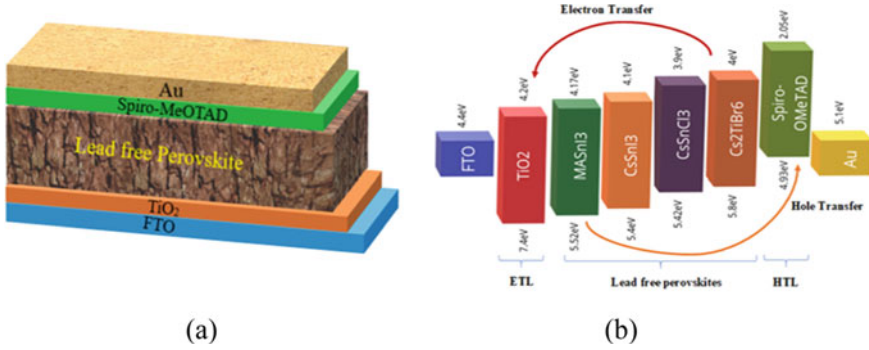 Au
Spiro-MeOTAD
Lead free Perovskite
TiO2
FTO
(a)
Electron Transfer
4.4eV
4.2eV
4.17eV
4.1eV
3.9eV
4eV
2.05eV
5.1eV
FTO
TiO2
MASnI3
CsSnI3
CsSnCl3
Cs2TiBr6
Spiro-
OMeTAD
Au
7.4eV
5.52eV
5.4eV
5.42eV
5.8eV
4.93eV
Hole Transfer
ETL
Lead free perovskites
HTL
(b)